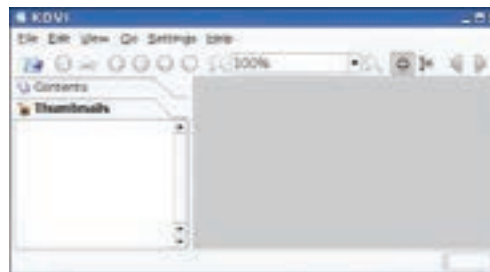 KDVI
File Edit View Go Settings Help
100%
Contents
Thumbnails